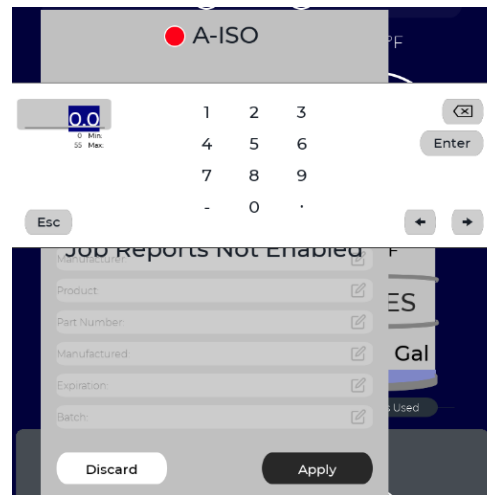 A-ISO
°F
0.0
0 Min:
55 Max:
1 2 3
4 5 6
Enter
7 8 9
- 0 .
Esc
Job Reports Not Enabled
F
Manufacturer:
Product:
ES
Part Number:
Manufactured:
Gal
Expiration:
s Used
Batch:
Discard
Apply